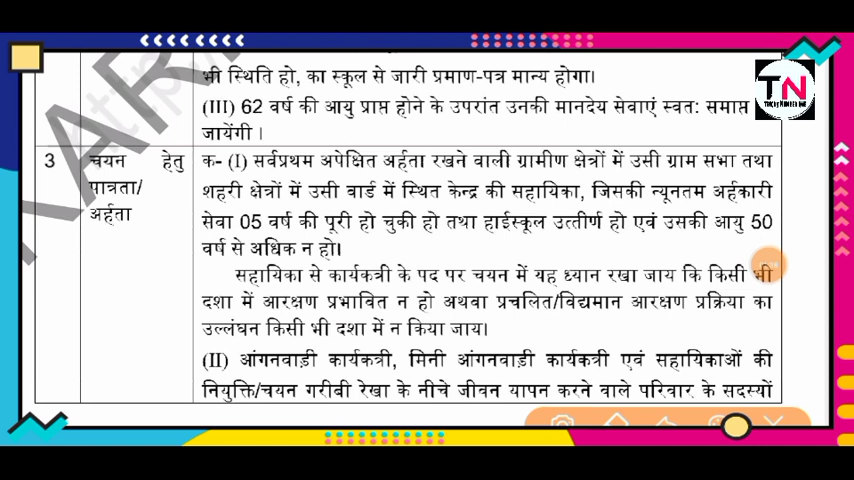 भी स्थिति हो, का स्कूल से जारी प्रमाण-पत्र मान्य होगा।
(III) 62 वर्ष की आयु प्राप्त होने के उपरांत उनकी मानदेय सेवाएं स्वत: समाप्त
जायेंगी ।
TN
3 चयन हेतु पात्रता/ अर्हता
क- (I) सर्वप्रथम अपेक्षित अर्हता रखने वाली ग्रामीण क्षेत्रों में उसी ग्राम सभा तथा
शहरी क्षेत्रों में उसी वार्ड में स्थित केन्द्र की सहायिका, जिसकी न्यूनतम अर्हकारी
सेवा 05 वर्ष की पूरी हो चुकी हो तथा हाईस्कूल उत्तीर्ण हो एवं उसकी आयु 50
वर्ष से अधिक न हो।
सहायिका से कार्यकत्री के पद पर चयन में यह ध्यान रखा जाय कि किसी भी
दशा में आरक्षण प्रभावित न हो अथवा प्रचलित/विद्यमान आरक्षण प्रक्रिया का
उल्लंघन किसी भी दशा में न किया जाय।
(II) आंगनवाड़ी कार्यकत्री, मिनी आंगनवाड़ी कार्यकत्री एवं सहायिकाओं की
नियुक्ति/चयन गरीबी रेखा के नीचे जीवन यापन करने वाले परिवार के सदस्यों